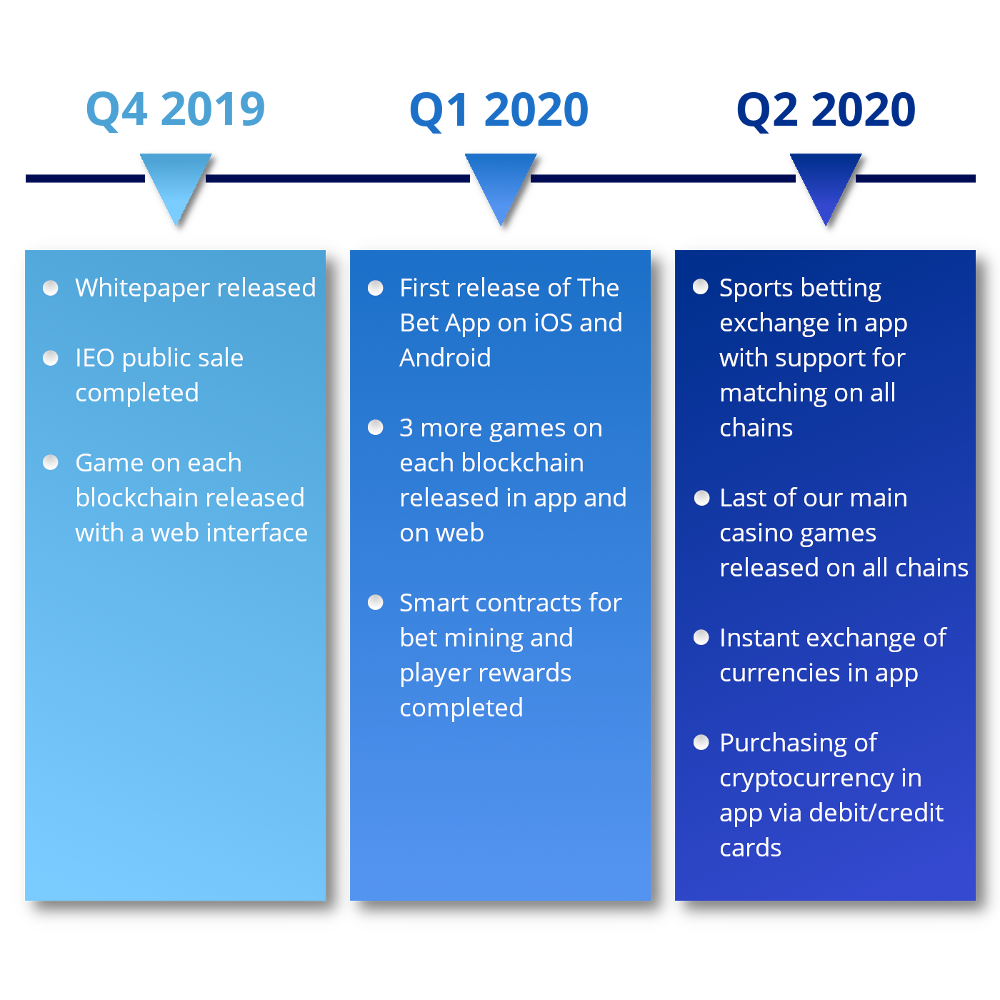 Q4 2019
Q1 2020
Q2 2020
Whitepaper released
IEO public sale
completed
Game on each
blockchain released
with a web interface
First release of The
Bet App on iOS and
Android
3 more games on
each blockchain
released in app and
on web
Smart contracts for
bet mining and
player rewards
completed
Sports betting
exchange in app
with support for
matching on all
chains
Last of our main
casino games
released on all chains
Instant exchange of
currencies in app
Purchasing of
cryptocurrency in
app via debit/credit
cards